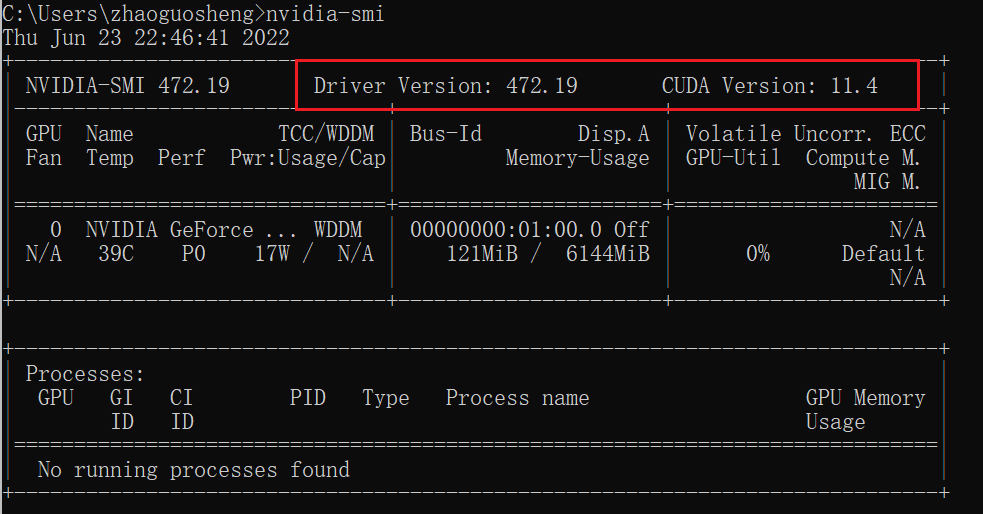 C:\Users\zhaoguosheng>nvidia-smi
Thu Jun 23 22:46:41 2022
NVIDIA-SMI 472.19 Driver Version: 472.19 CUDA Version: 11.4
GPU Name TCC/WDDM Bus-Id Disp.A Volatile Uncorr. ECC
Fan Temp Perf Pwr:Usage/Cap Memory-Usage GPU-Util Compute M.
MIG M.
0 NVIDIA GeForce ... WDDM 00000000:01:00.0 Off N/A
N/A 39C P0 17W / N/A 121MiB / 6144MiB 0% Default
N/A
Processes:
GPU GI CI PID Type Process name GPU Memory
ID ID Usage
No running processes found